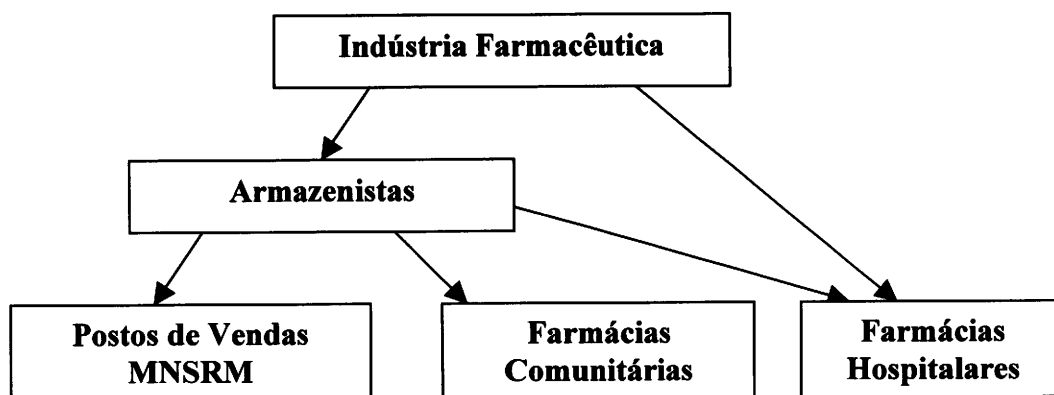 Indústria Farmacêutica
Armazenistas
Postos de Vendas
MNSRM
Farmácias
Comunitárias
Farmácias
Hospitalares